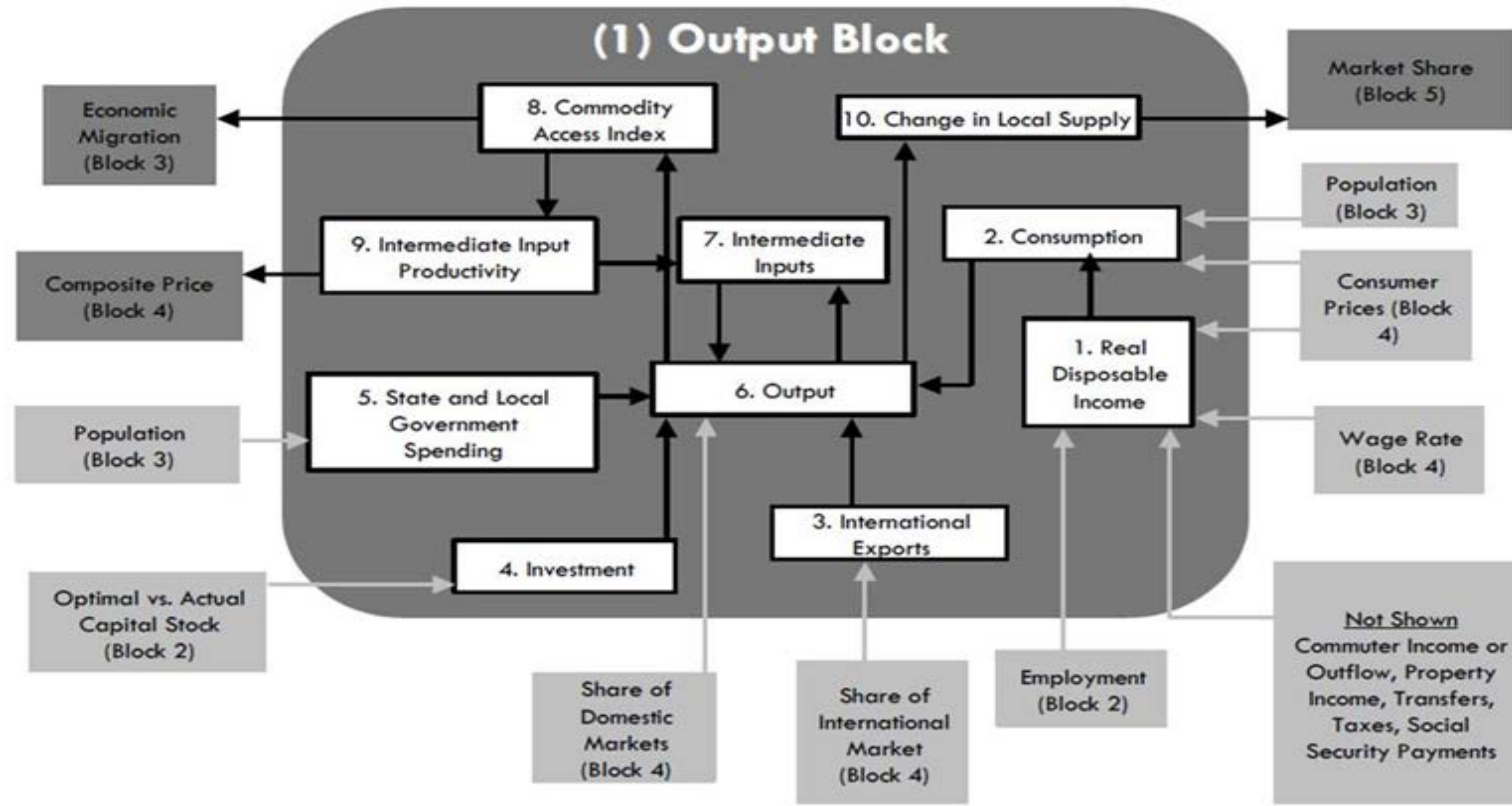 (1) Output Block
Economic
Migration
(Block 3)
8. Commodity
Access Index
10. Change in Local Supply
Market Share
(Block 5)
Population
(Block 3)
9. Intermediate Input
Productivity
7. Intermediate
Inputs
2. Consumption
Composite Price
(Block 4)
Consumer
Prices (Block
4)
1. Real
Disposable
Income
5. State and Local
Government
Spending
6. Output
Population
(Block 3)
Wage Rate
(Block 4)
3. International
Exports
4. Investment
Optimal vs. Actual
Capital Stock
(Block 2)
Share of
Domestic
Markets
(Block 4)
Share of
International
Market
(Block 4)
Employment
(Block 2)
Not Shown
Commuter Income or
Outflow, Property
Income, Transfers,
Taxes, Social
Security Payments